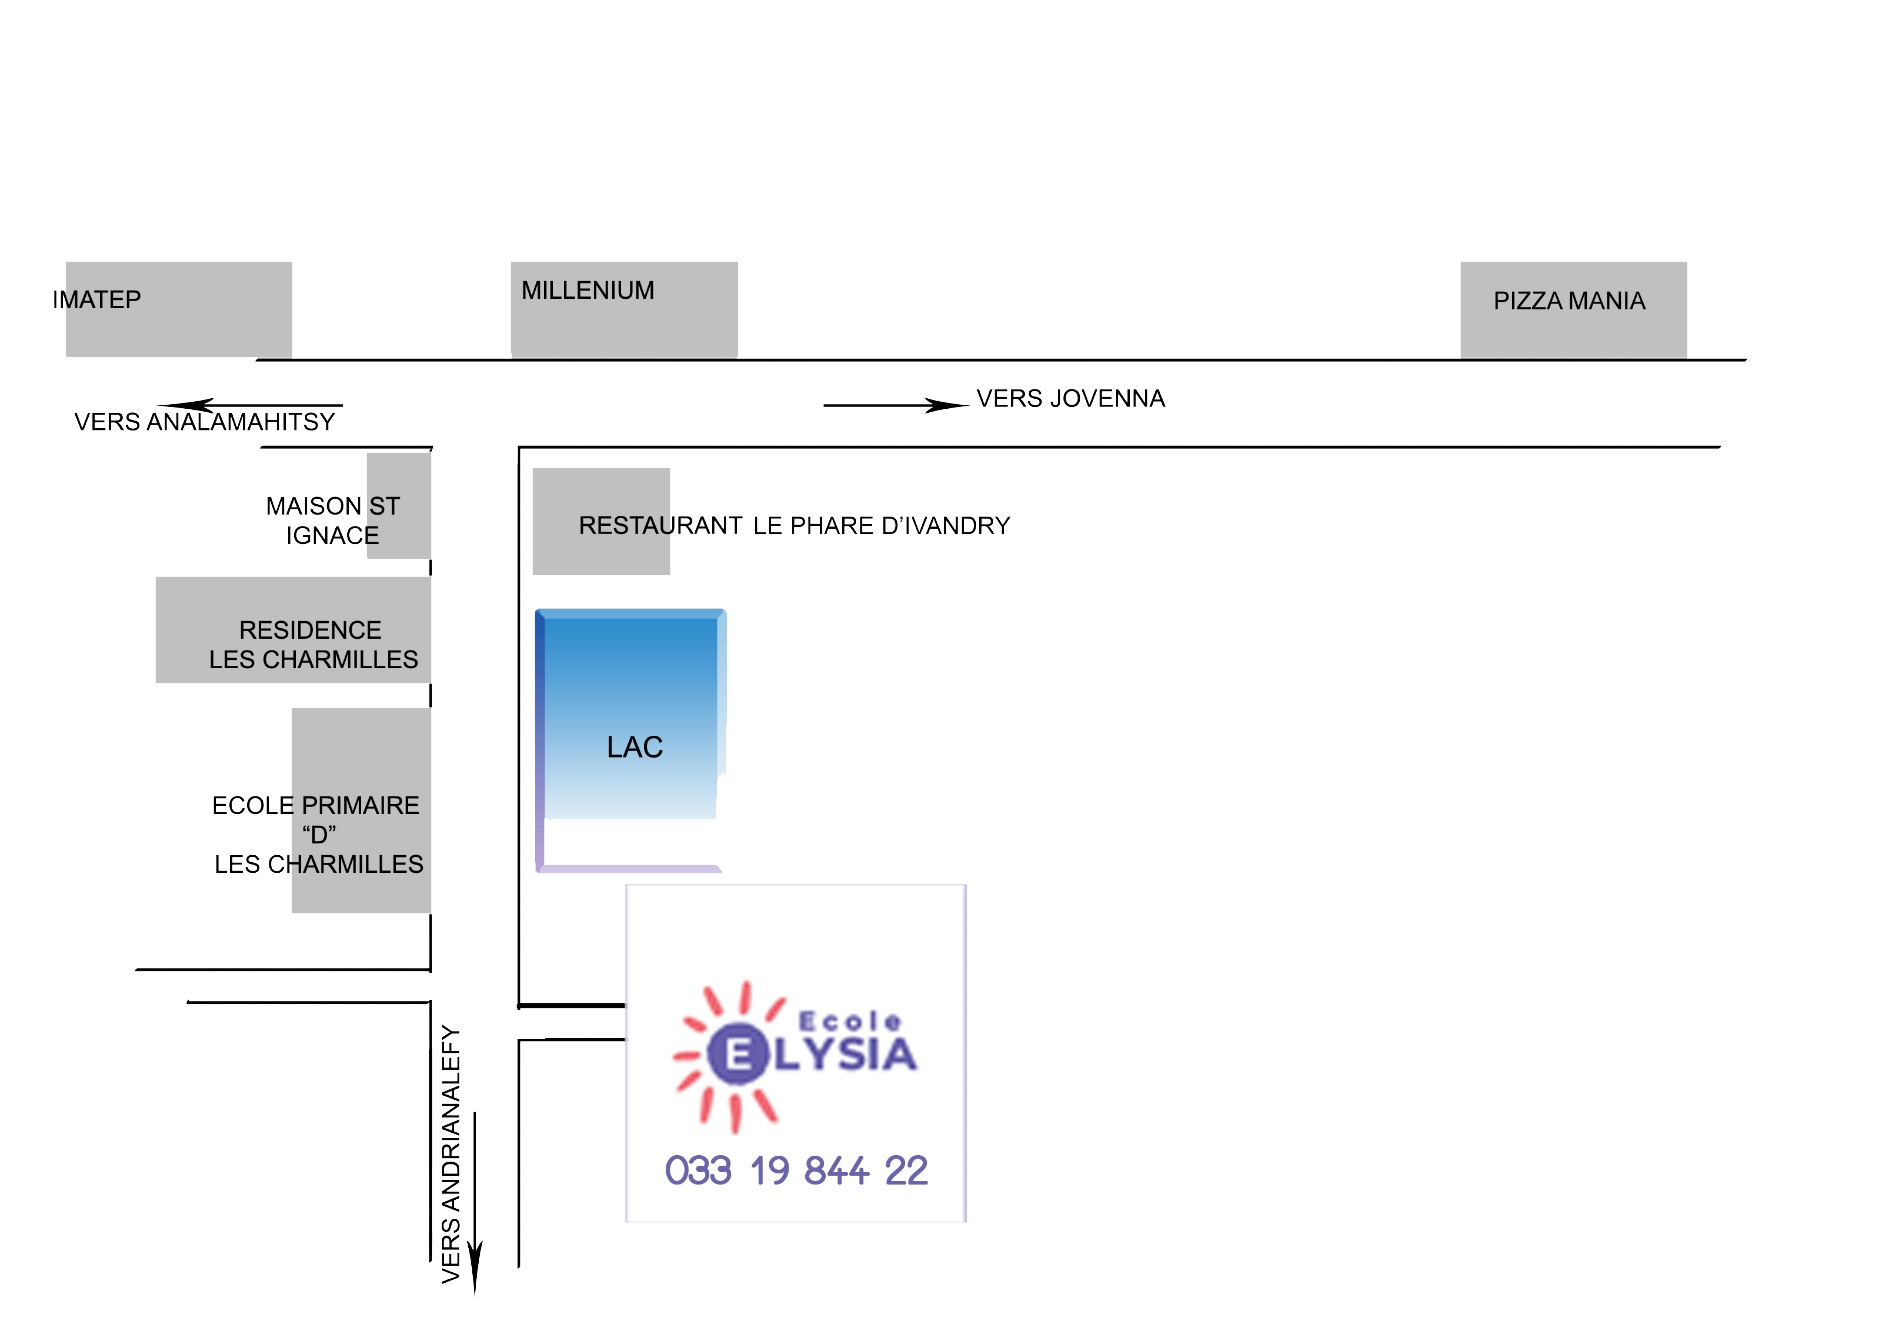 IMATEP
MILLENIUM
PIZZA MANIA
VERS JOVENNA
VERS ANALAMAHITSY
MAISON ST
IGNACE
RESTAURANT LE PHARE D’IVANDRY
RESIDENCE
LES CHARMILLES
LAC
ECOLE PRIMAIRE
“D”
LES CHARMILLES
VERS ANDRIANALEFY
Ecole
ELYSIA
033 19 844 22